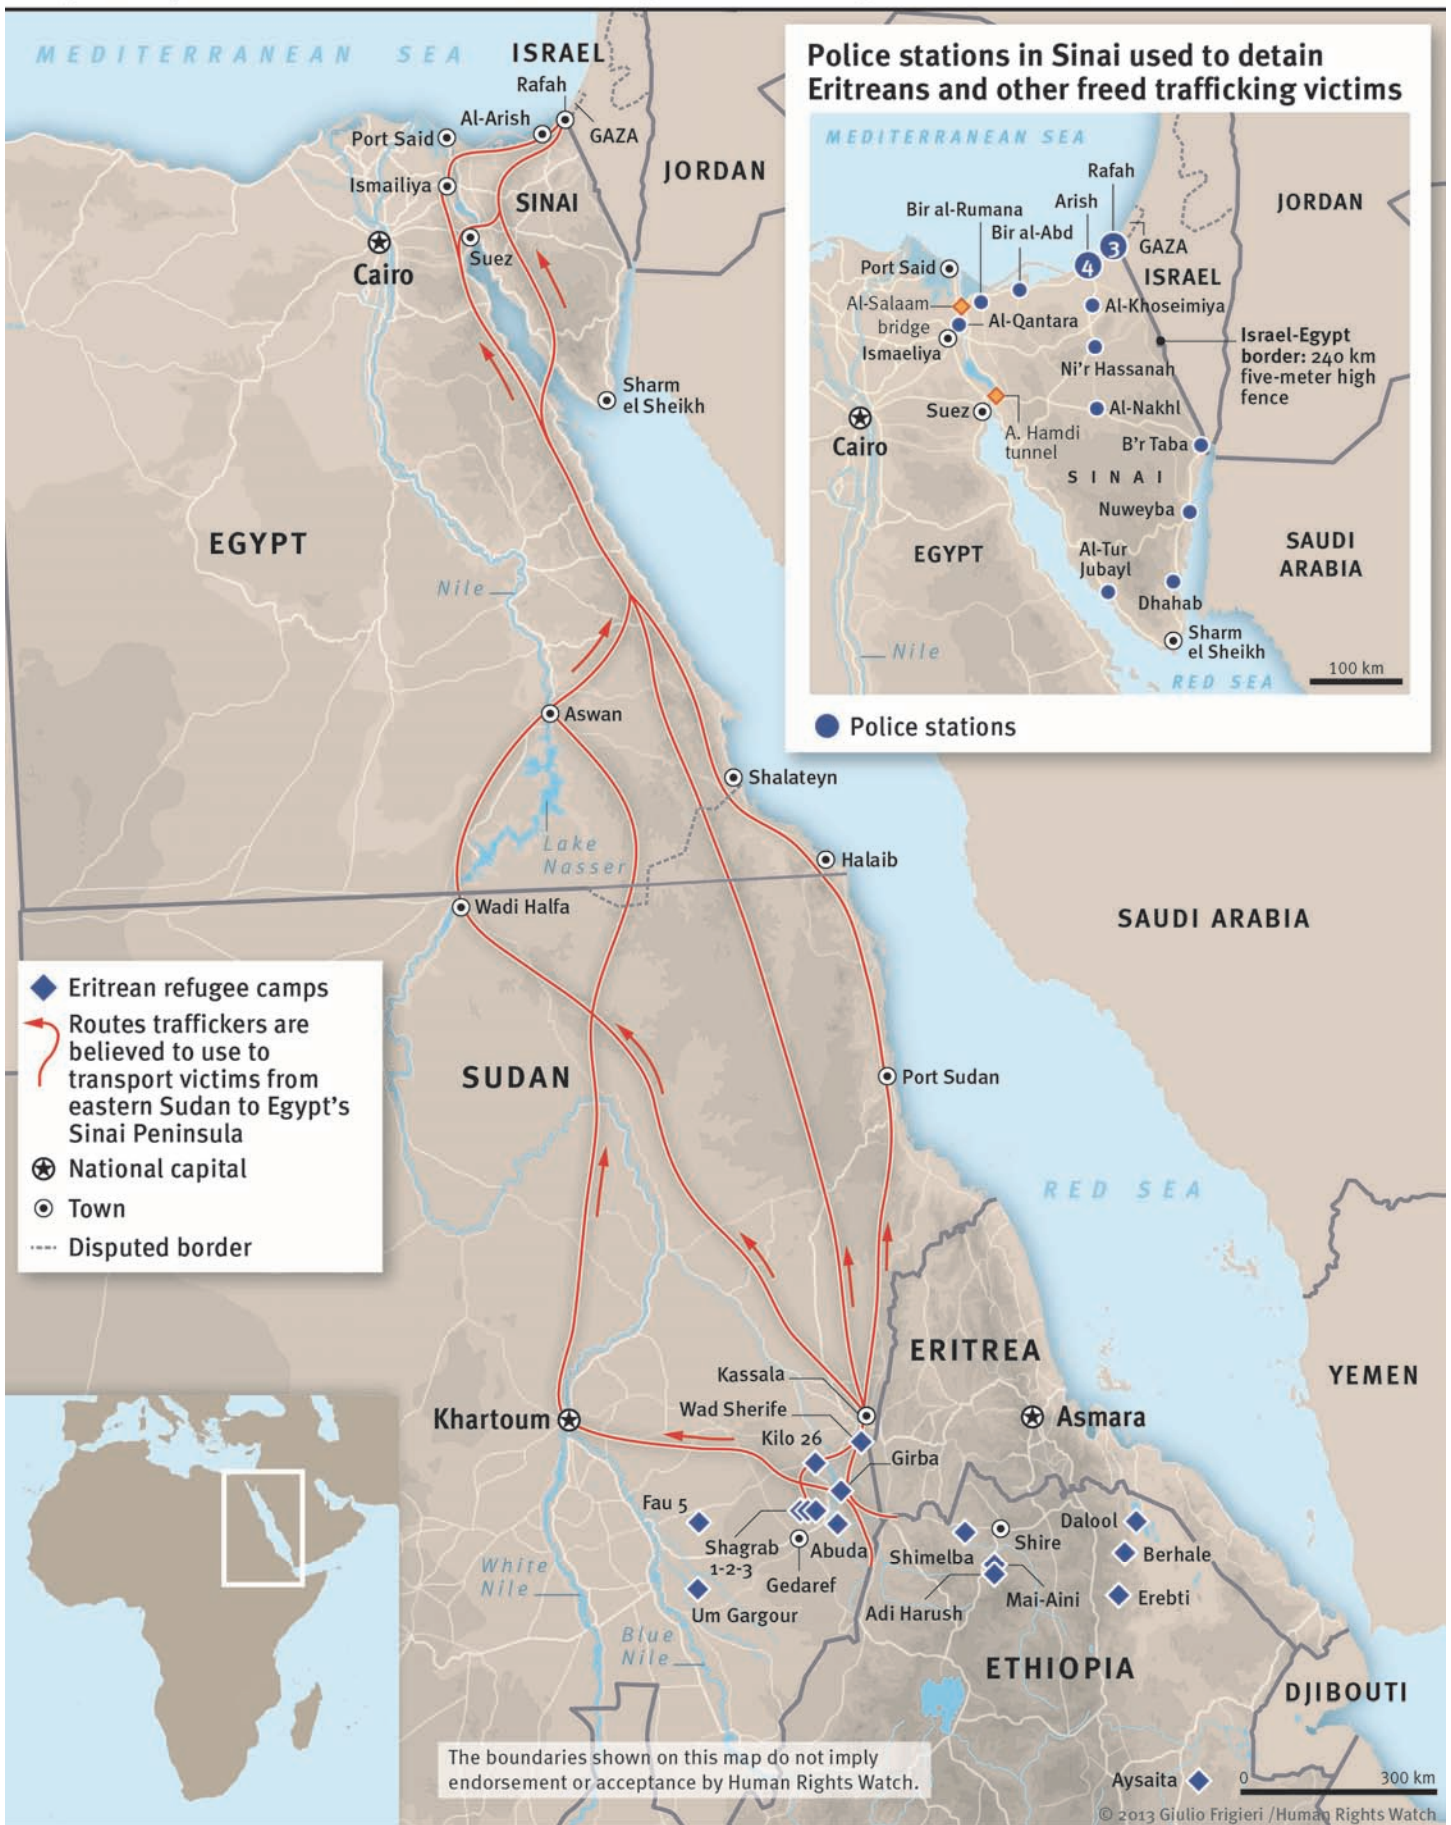 MEDITERRANEAN SEA
ISRAEL
Rafah
Al-Arish
Port Said
GAZA
JORDAN
Ismailiya
SINAI
Suez
Cairo
Sharm
el Sheikh
EGYPT
Nile
Aswan
Shalateyn
Lake
Nasser
Halaib
Wadi Halfa
SAUDI ARABIA
Police stations in Sinai used to detain
Eritreans and other freed trafficking victims
MEDITERRANEAN SEA
Rafah
Arish
Bir al-Rumana
Bir al-Abd
JORDAN
3
GAZA
4
Port Said
ISRAEL
Al-Salaam
bridge
Al-Khoseimiya
Al-Qantara
Ismaeliya
Israel-Egypt
border: 240 km
five-meter high
fence
Ni'r Hassanah
Suez
Al-Nakhl
A. Hamdi
tunnel
Cairo
B'r Taba
SINAI
Nuweyba
EGYPT
Al-Tur
Jubayl
SAUDI
ARABIA
Dhahab
Sharm
el Sheikh
Nile
RED SEA
100 km
Police stations
Eritrean refugee camps
Routes traffickers are
believed to use to
transport victims from
eastern Sudan to Egypt's
Sinai Peninsula
National capital
Town
Disputed border
SUDAN
Port Sudan
RED SEA
ERITREA
YEMEN
Kassala
Wad Sherife
Khartoum
Asmara
Kilo 26
Girba
Fau 5
Shagrab
1-2-3
Abuda
Gedaref
Shimelba
Shire
Dalool
Berhale
White
Nile
Um Gargour
Adi Harush
Mai-Aini
Erebti
Blue
Nile
ETHIOPIA
DJIBOUTI
The boundaries shown on this map do not imply
endorsement or acceptance by Human Rights Watch.
Aysaita
0 300 km
© 2013 Giulio Frigieri /Human Rights Watch